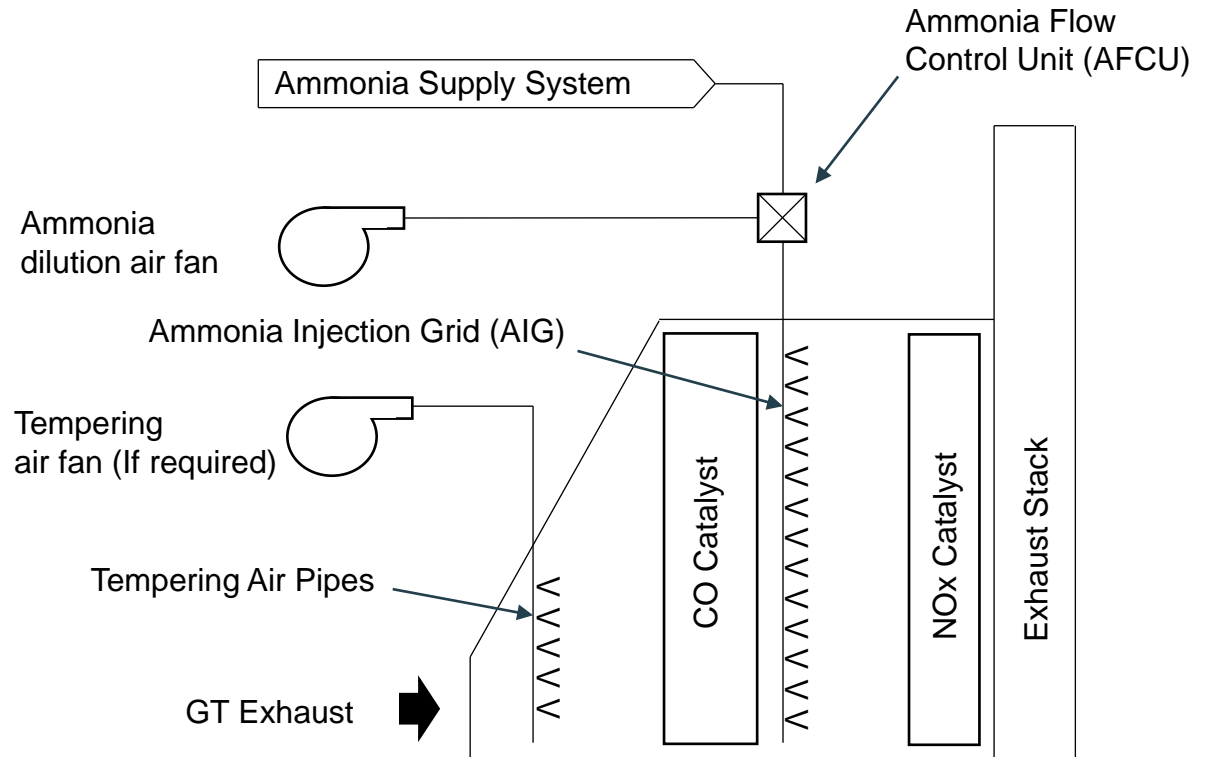 Ammonia Flow
Control Unit (AFCU)
Ammonia Supply System
Ammonia
dilution air fan
Ammonia Injection Grid (AIG)
Tempering
air fan (If required)
Tempering Air Pipes
GT Exhaust
CO Catalyst
NOx Catalyst
Exhaust Stack